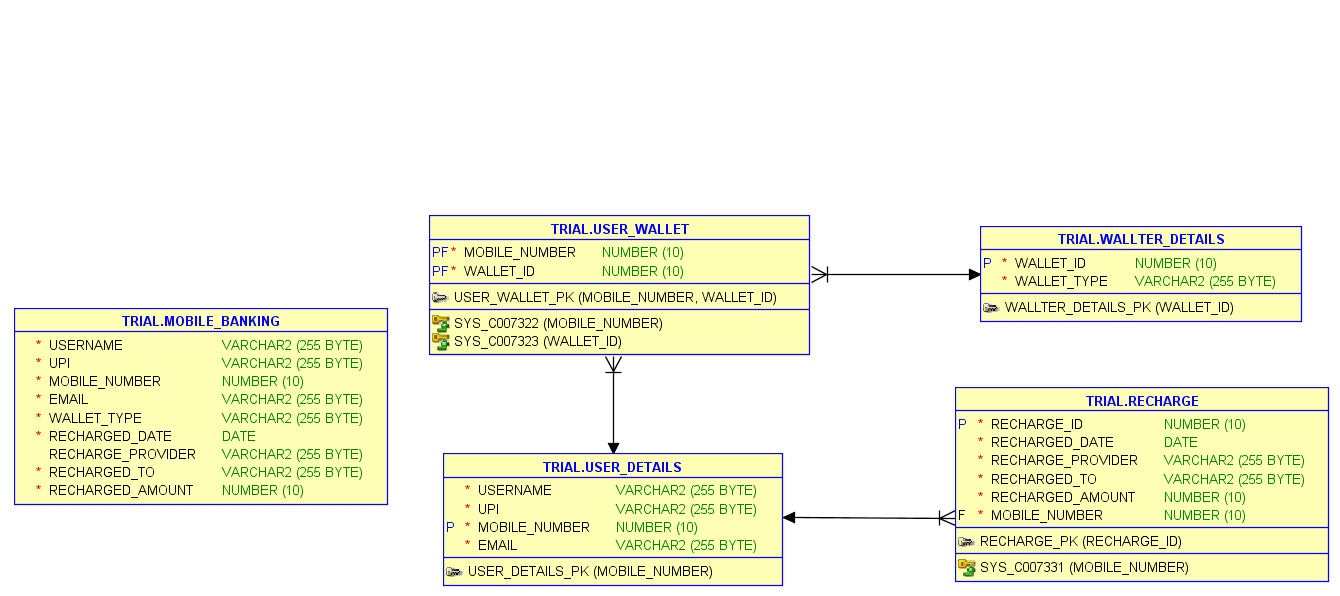 TRIAL.MOBILE_BANKING
* USERNAME VARCHAR2 (255 BYTE)
* UPI VARCHAR2 (255 BYTE)
* MOBILE_NUMBER NUMBER (10)
* EMAIL VARCHAR2 (255 BYTE)
* WALLET_TYPE VARCHAR2 (255 BYTE)
* RECHARGED_DATE DATE
RECHARGE_PROVIDER VARCHAR2 (255 BYTE)
* RECHARGED_TO VARCHAR2 (255 BYTE)
* RECHARGED_AMOUNT NUMBER (10)
TRIAL.USER_WALLET
PF * MOBILE_NUMBER NUMBER (10)
PF * WALLET_ID NUMBER (10)
USER_WALLET_PK (MOBILE_NUMBER, WALLET_ID)
SYS_C007322 (MOBILE_NUMBER)
SYS_C007323 (WALLET_ID)
TRIAL.WALLTER_DETAILS
P * WALLET_ID NUMBER (10)
* WALLET_TYPE VARCHAR2 (255 BYTE)
WALLTER_DETAILS_PK (WALLET_ID)
TRIAL.USER_DETAILS
* USERNAME VARCHAR2 (255 BYTE)
* UPI VARCHAR2 (255 BYTE)
P * MOBILE_NUMBER NUMBER (10)
* EMAIL VARCHAR2 (255 BYTE)
USER_DETAILS_PK (MOBILE_NUMBER)
TRIAL.RECHARGE
P * RECHARGE_ID NUMBER (10)
* RECHARGED_DATE DATE
* RECHARGE_PROVIDER VARCHAR2 (255 BYTE)
* RECHARGED_TO VARCHAR2 (255 BYTE)
* RECHARGED_AMOUNT NUMBER (10)
F * MOBILE_NUMBER NUMBER (10)
RECHARGE_PK (RECHARGE_ID)
SYS_C007331 (MOBILE_NUMBER)